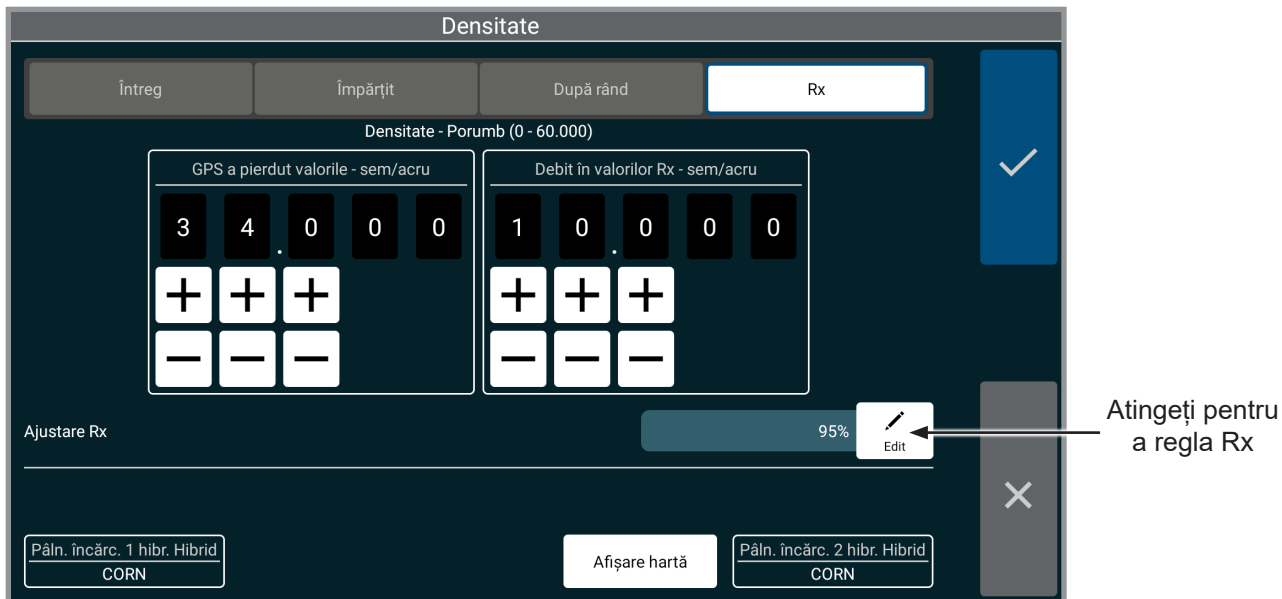 Densitate
Întreg
Împărțit
După rând
Rx
Densitate - Porumb (0 - 60.000)
GPS a pierdut valorile - sem/acru
3 4.0 0 0
Debit în valorilor Rx - sem/acru
1 0.0 0 0
Ajustare Rx
95%
Edit
Atingeți pentru
a regla Rx
Pâln. încărc. 1 hibr. Hibrid
CORN
Afișare hartă
Pâln. încărc. 2 hibr. Hibrid
CORN